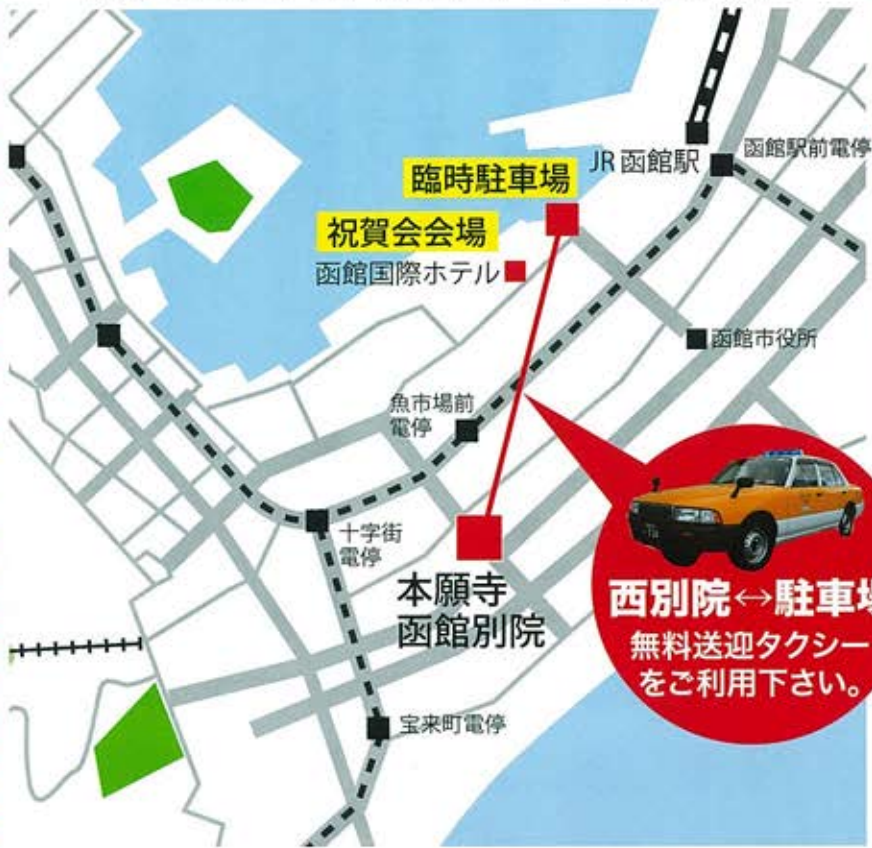 臨時駐車場
JR函館駅
函館駅前電停
祝賀会会場
函館国際ホテル
函館市役所
魚市場前
電停
十字街
電停
本願寺
函館別院
西別院↔駐車場
無料送迎タクシー
をご利用下さい。
宝来町電停